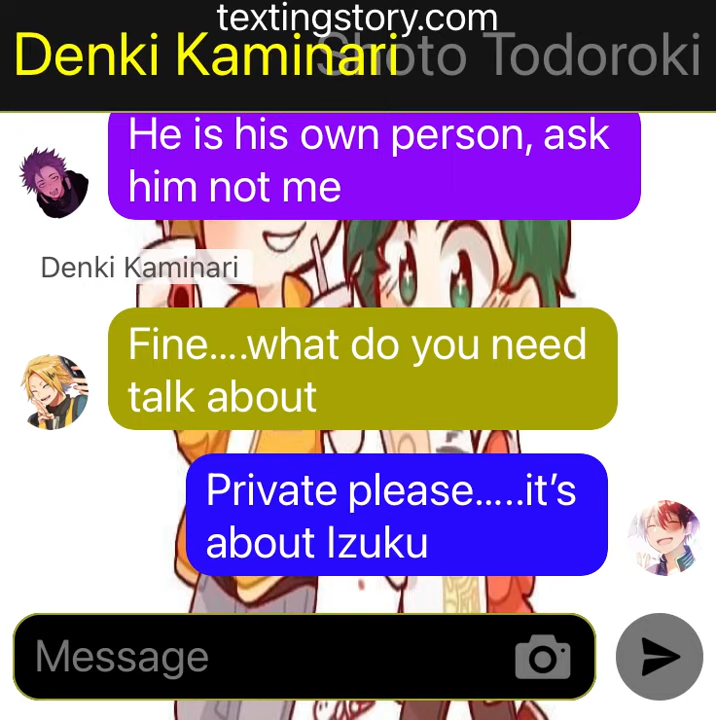 textingstory.com
Denki Kaminari Shoto Todoroki
He is his own person, ask
him not me
Denki Kaminari
Fine....what do you need
talk about
Private please.....it's
about Izuku
Message